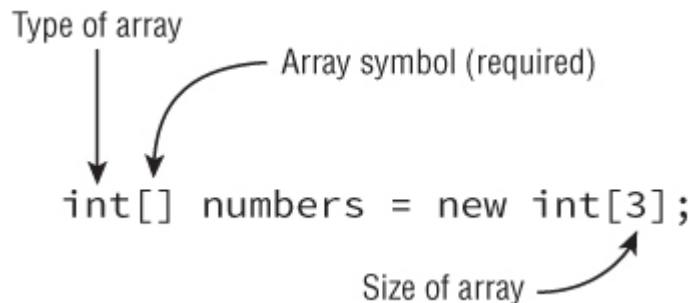 Type of array
Array symbol (required)
int[] numbers = new int[3];
Size of array